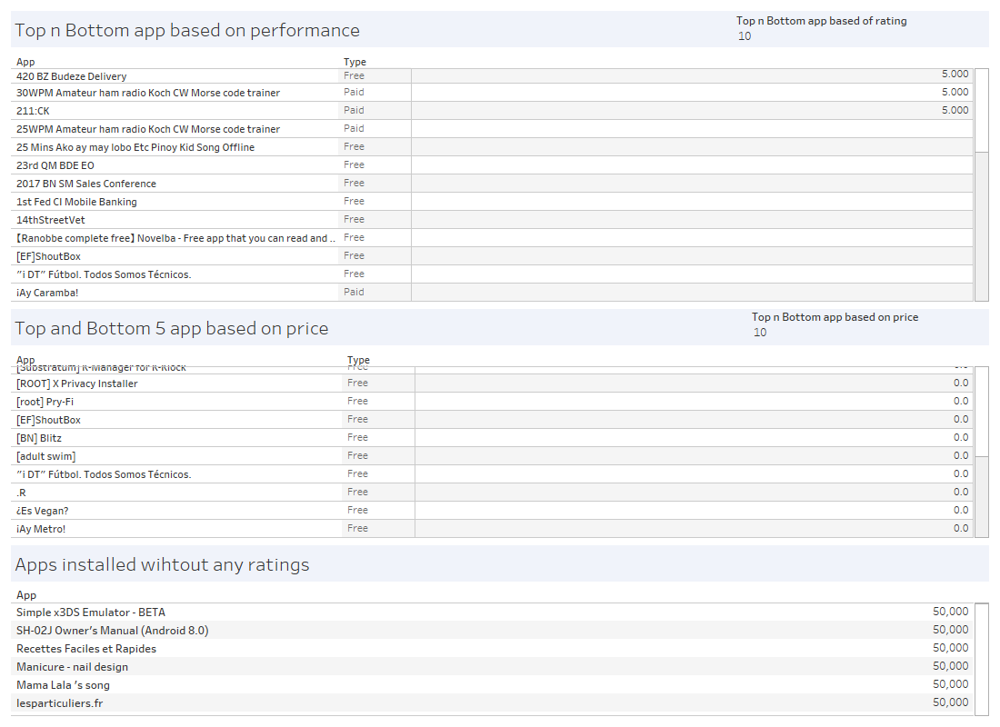 Top n Bottom app based on performance
Top n Bottom app based of rating
10
App Type
420 BZ Budeze Delivery Free 5.000
30WPM Amateur ham radio Koch CW Morse code trainer Paid 5.000
211:CK Paid 5.000
25WPM Amateur ham radio Koch CW Morse code trainer Paid
25 Mins Ako ay may lobo Etc Pinoy Kid Song Offline Free
23rd QM BDE EO Free
2017 BN SM Sales Conference Free
1st Fed CI Mobile Banking Free
14thStreetVet Free
【Ranobbe complete free】 Novelba - Free app that you can read and .. Free
[EF]ShoutBox Free
"i DT" Fútbol. Todos Somos Técnicos. Free
¡Ay Caramba! Paid
Top and Bottom 5 app based on price
Top n Bottom app based on price
10
App Type
[Substratum] K-Manager for K-Klock Free 0.0
[ROOT] X Privacy Installer Free 0.0
[root] Pry-Fi Free 0.0
[EF]ShoutBox Free 0.0
[BN] Blitz Free 0.0
[adult swim] Free 0.0
"i DT" Fútbol. Todos Somos Técnicos. Free 0.0
.R Free 0.0
¿Es Vegan? Free 0.0
¡Ay Metro! Free 0.0
Apps installed wihtout any ratings
App
Simple x3DS Emulator - BETA 50,000
SH-02J Owner's Manual (Android 8.0) 50,000
Recettes Faciles et Rapides 50,000
Manicure - nail design 50,000
Mama Lala 's song 50,000
lesparticuliers.fr 50,000